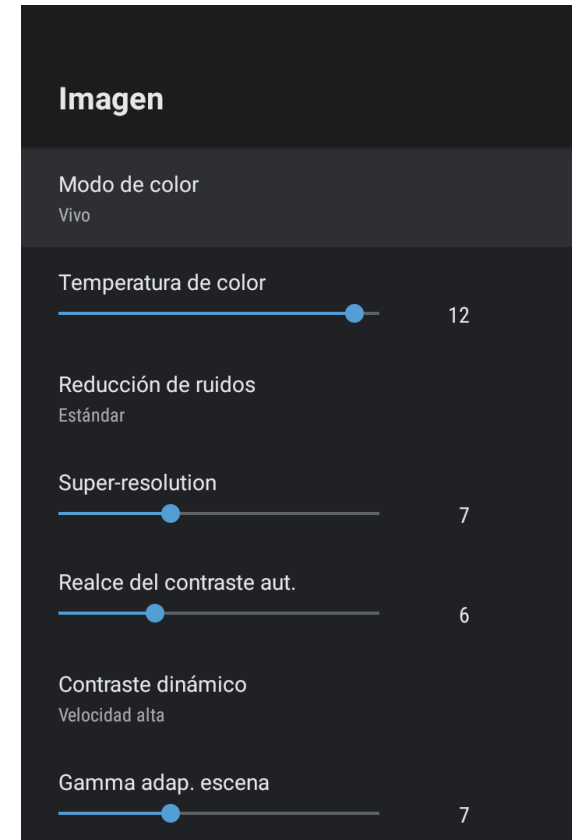 Imagen
Modo de color
Vivo
Temperatura de color
12
Reducción de ruidos
Estándar
Super-resolution
7
Realce del contraste aut.
6
Contraste dinámico
Velocidad alta
Gamma adap. escena
7